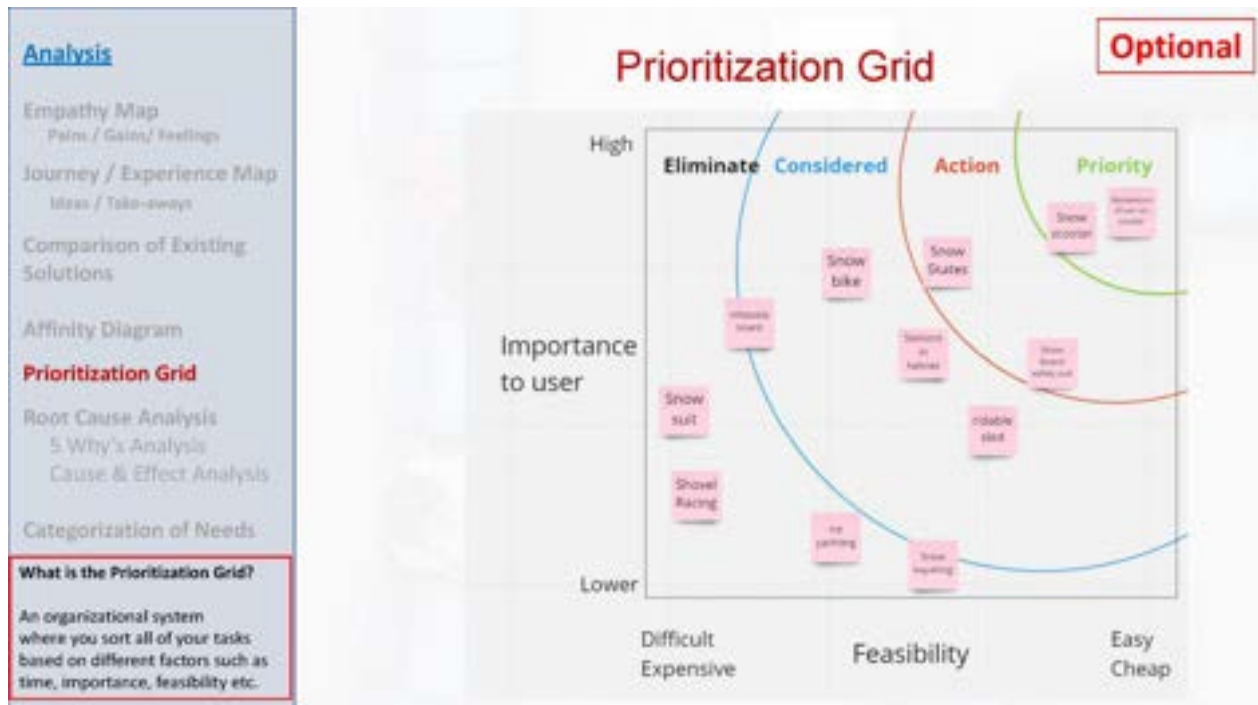 Analysis
Empathy Map
Pains / Gains/ Feelings
Journey / Experience Map
Ideas / Take-aways
Comparison of Existing
Solutions
Affinity Diagram
Prioritization Grid
Root Cause Analysis
5 Why's Analysis
Cause & Effect Analysis
Categorization of Needs
What is the Prioritization Grid?
An organizational system
where you sort all of your tasks
based on different factors such as
time, importance, feasibility etc.
Prioritization Grid
Optional
High
Eliminate Considered Action Priority
Snow
scooter
Snow
bike
Snow
Skates
Importance
to user
Snow
suit
ridable
sled
Shovel
Racing
Snow
Lower
Difficult
Expensive
Feasibility
Easy
Cheap